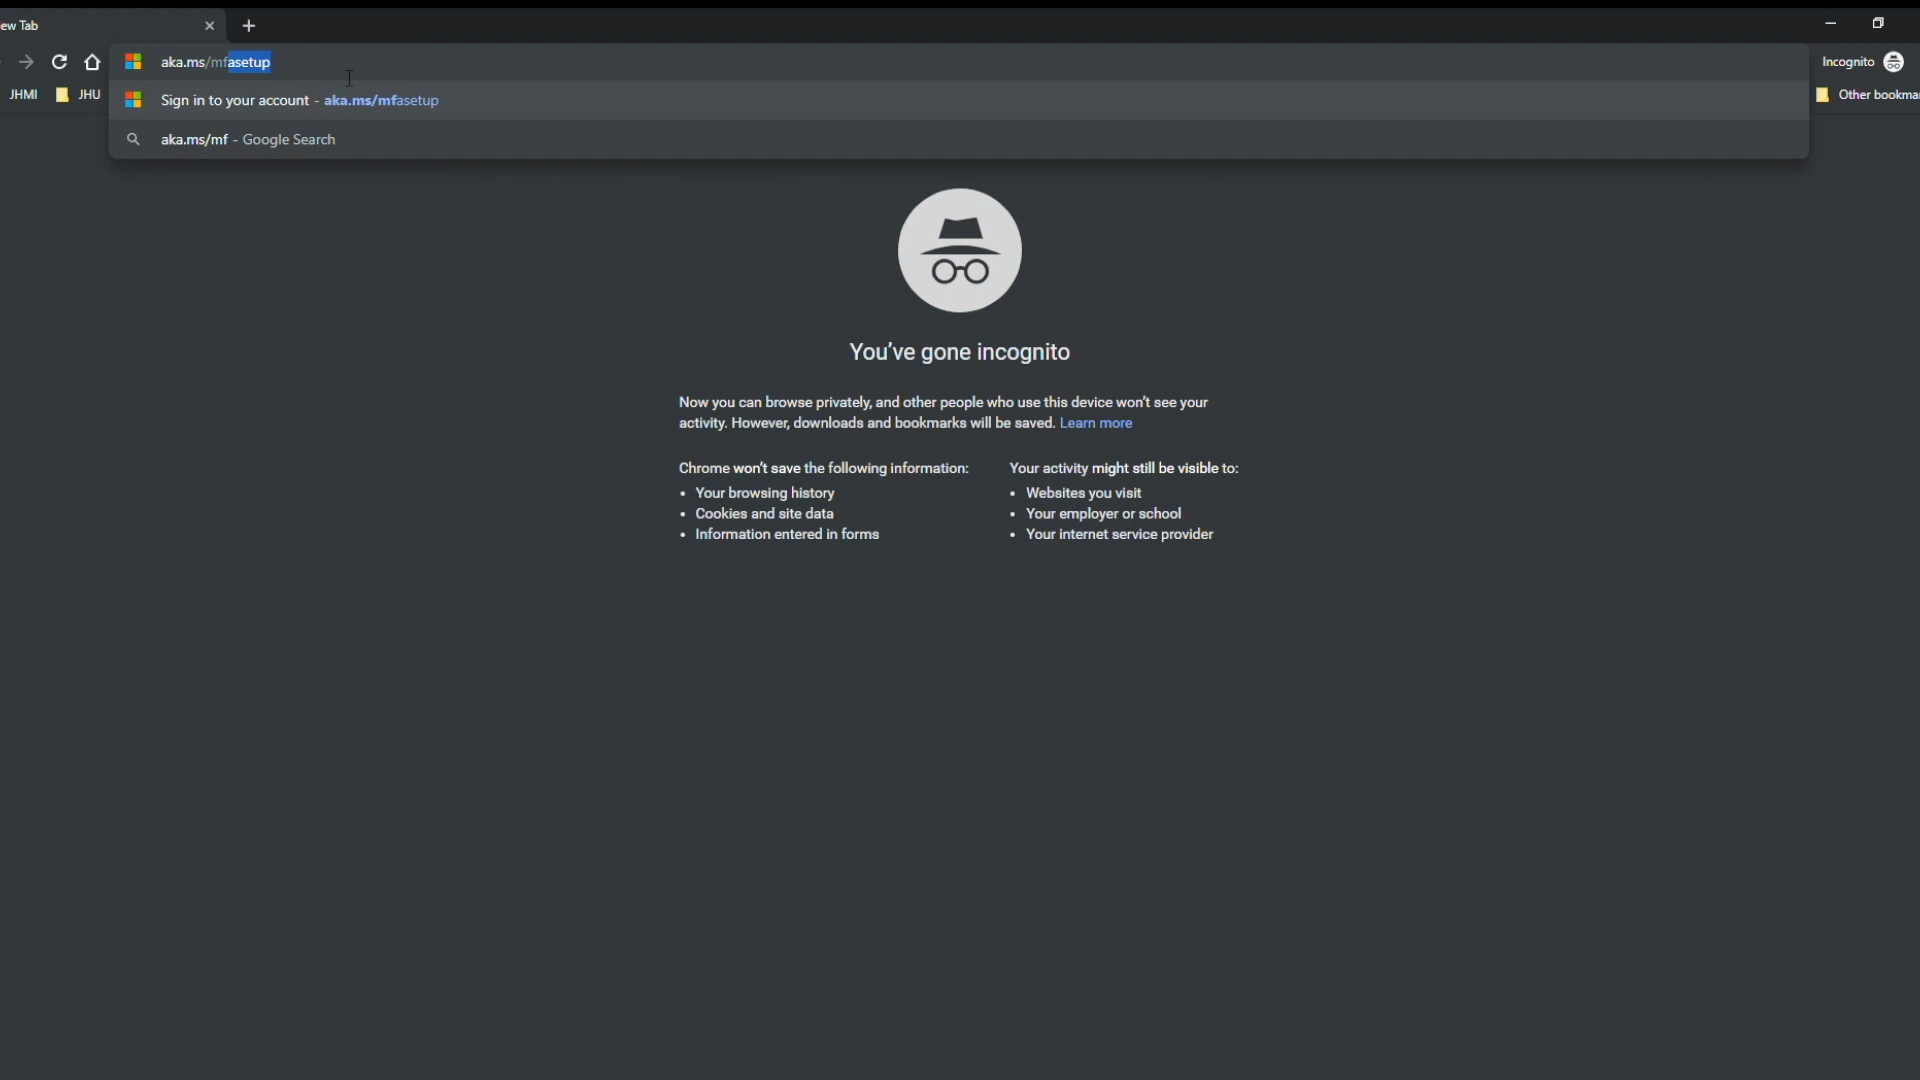 ew Tab
aka.ms/mfasetup
Incognito
JHMI
JHU
Sign in to your account - aka.ms/mfasetup
Other bookmar
aka.ms/mf - Google Search
You've gone incognito
Now you can browse privately, and other people who use this device won't see your
activity. However, downloads and bookmarks will be saved. Learn more
Chrome won't save the following information:
• Your browsing history
• Cookies and site data
• Information entered in forms
Your activity might still be visible to:
• Websites you visit
• Your employer or school
• Your internet service provider